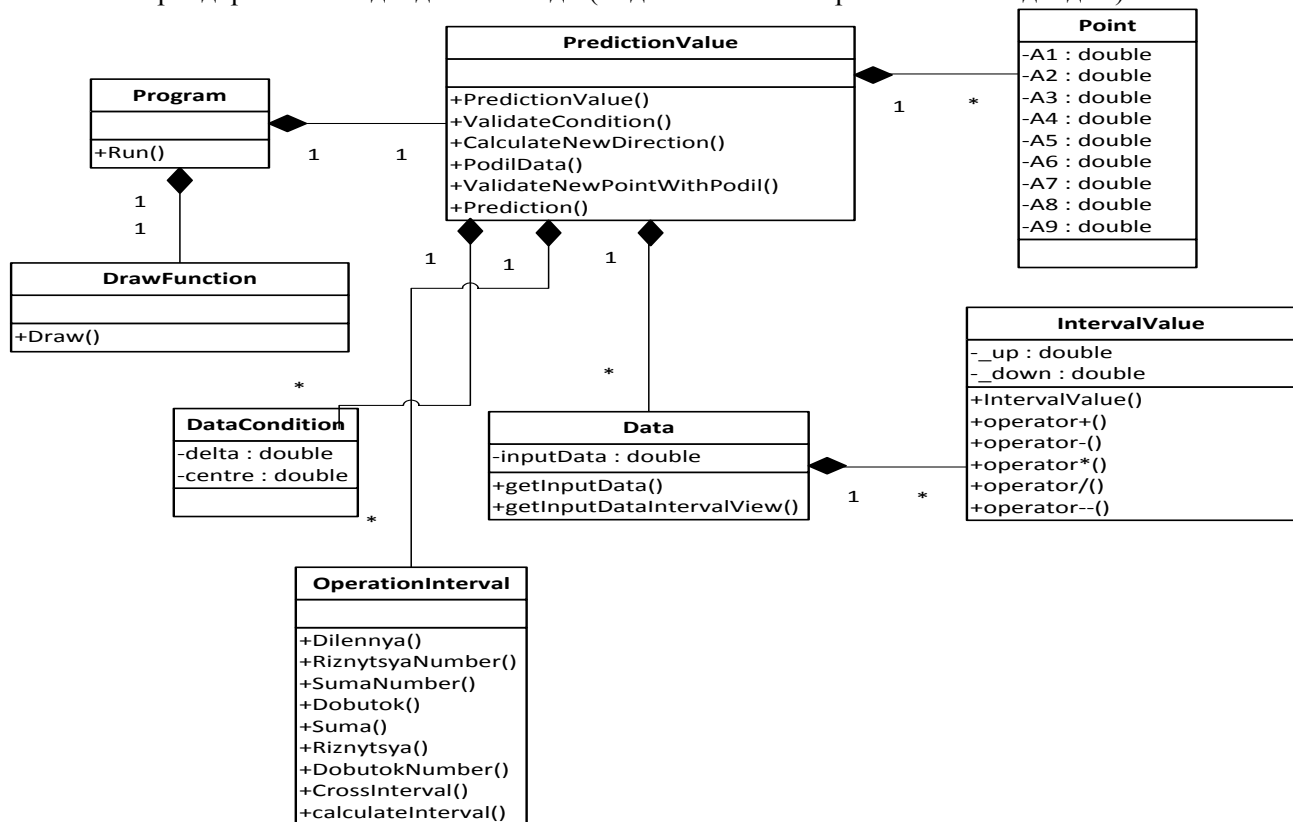 PredictionValue
+PredictionValue()
+ValidateCondition()
+CalculateNewDirection()
+PodilData()
+ValidateNewPointWithPodil()
+Prediction()
Point
-A1 : double
-A2 : double
-A3 : double
-A4 : double
-A5 : double
-A6 : double
-A7 : double
-A8 : double
-A9 : double
1
*
Program
+Run()
1
1
1
1
DrawFunction
+Draw()
1
1
1
*
*
*
DataCondition
-delta : double
-centre : double
Data
-inputData : double
+getInputData()
+getInputDataIntervalView()
1
*
IntervalValue
-_up : double
-_down : double
+IntervalValue()
+operator+()
+operator-()
+operator*()
+operator/()
+operator--()
OperationInterval
+Dilennya()
+RiznytsyaNumber()
+SumaNumber()
+Dobutok()
+Suma()
+Riznytsya()
+DobutokNumber()
+CrossInterval()
+calculateInterval()